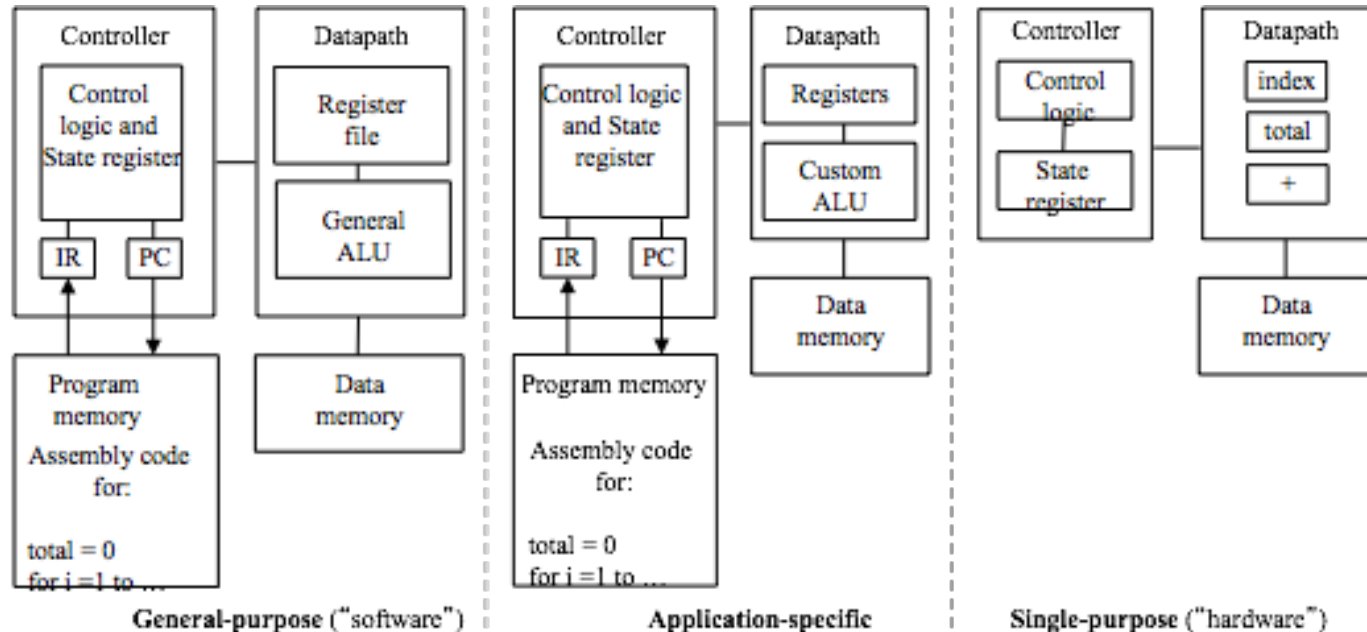 Controller
Control
logic and
State register
IR
PC
Datapath
Register
file
General
ALU
Program
memory
Assembly code
for:
total = 0
for i =1 to …
Data
memory
General-purpose (“software”)
Controller
Control logic
and State
register
IR
PC
Datapath
Registers
Custom
ALU
Data
memory
Program memory
Assembly code
for:
total = 0
for i =1 to …
Application-specific
Controller
Control
logic
State
register
Datapath
index
total
+
Data
memory
Single-purpose (“hardware”)